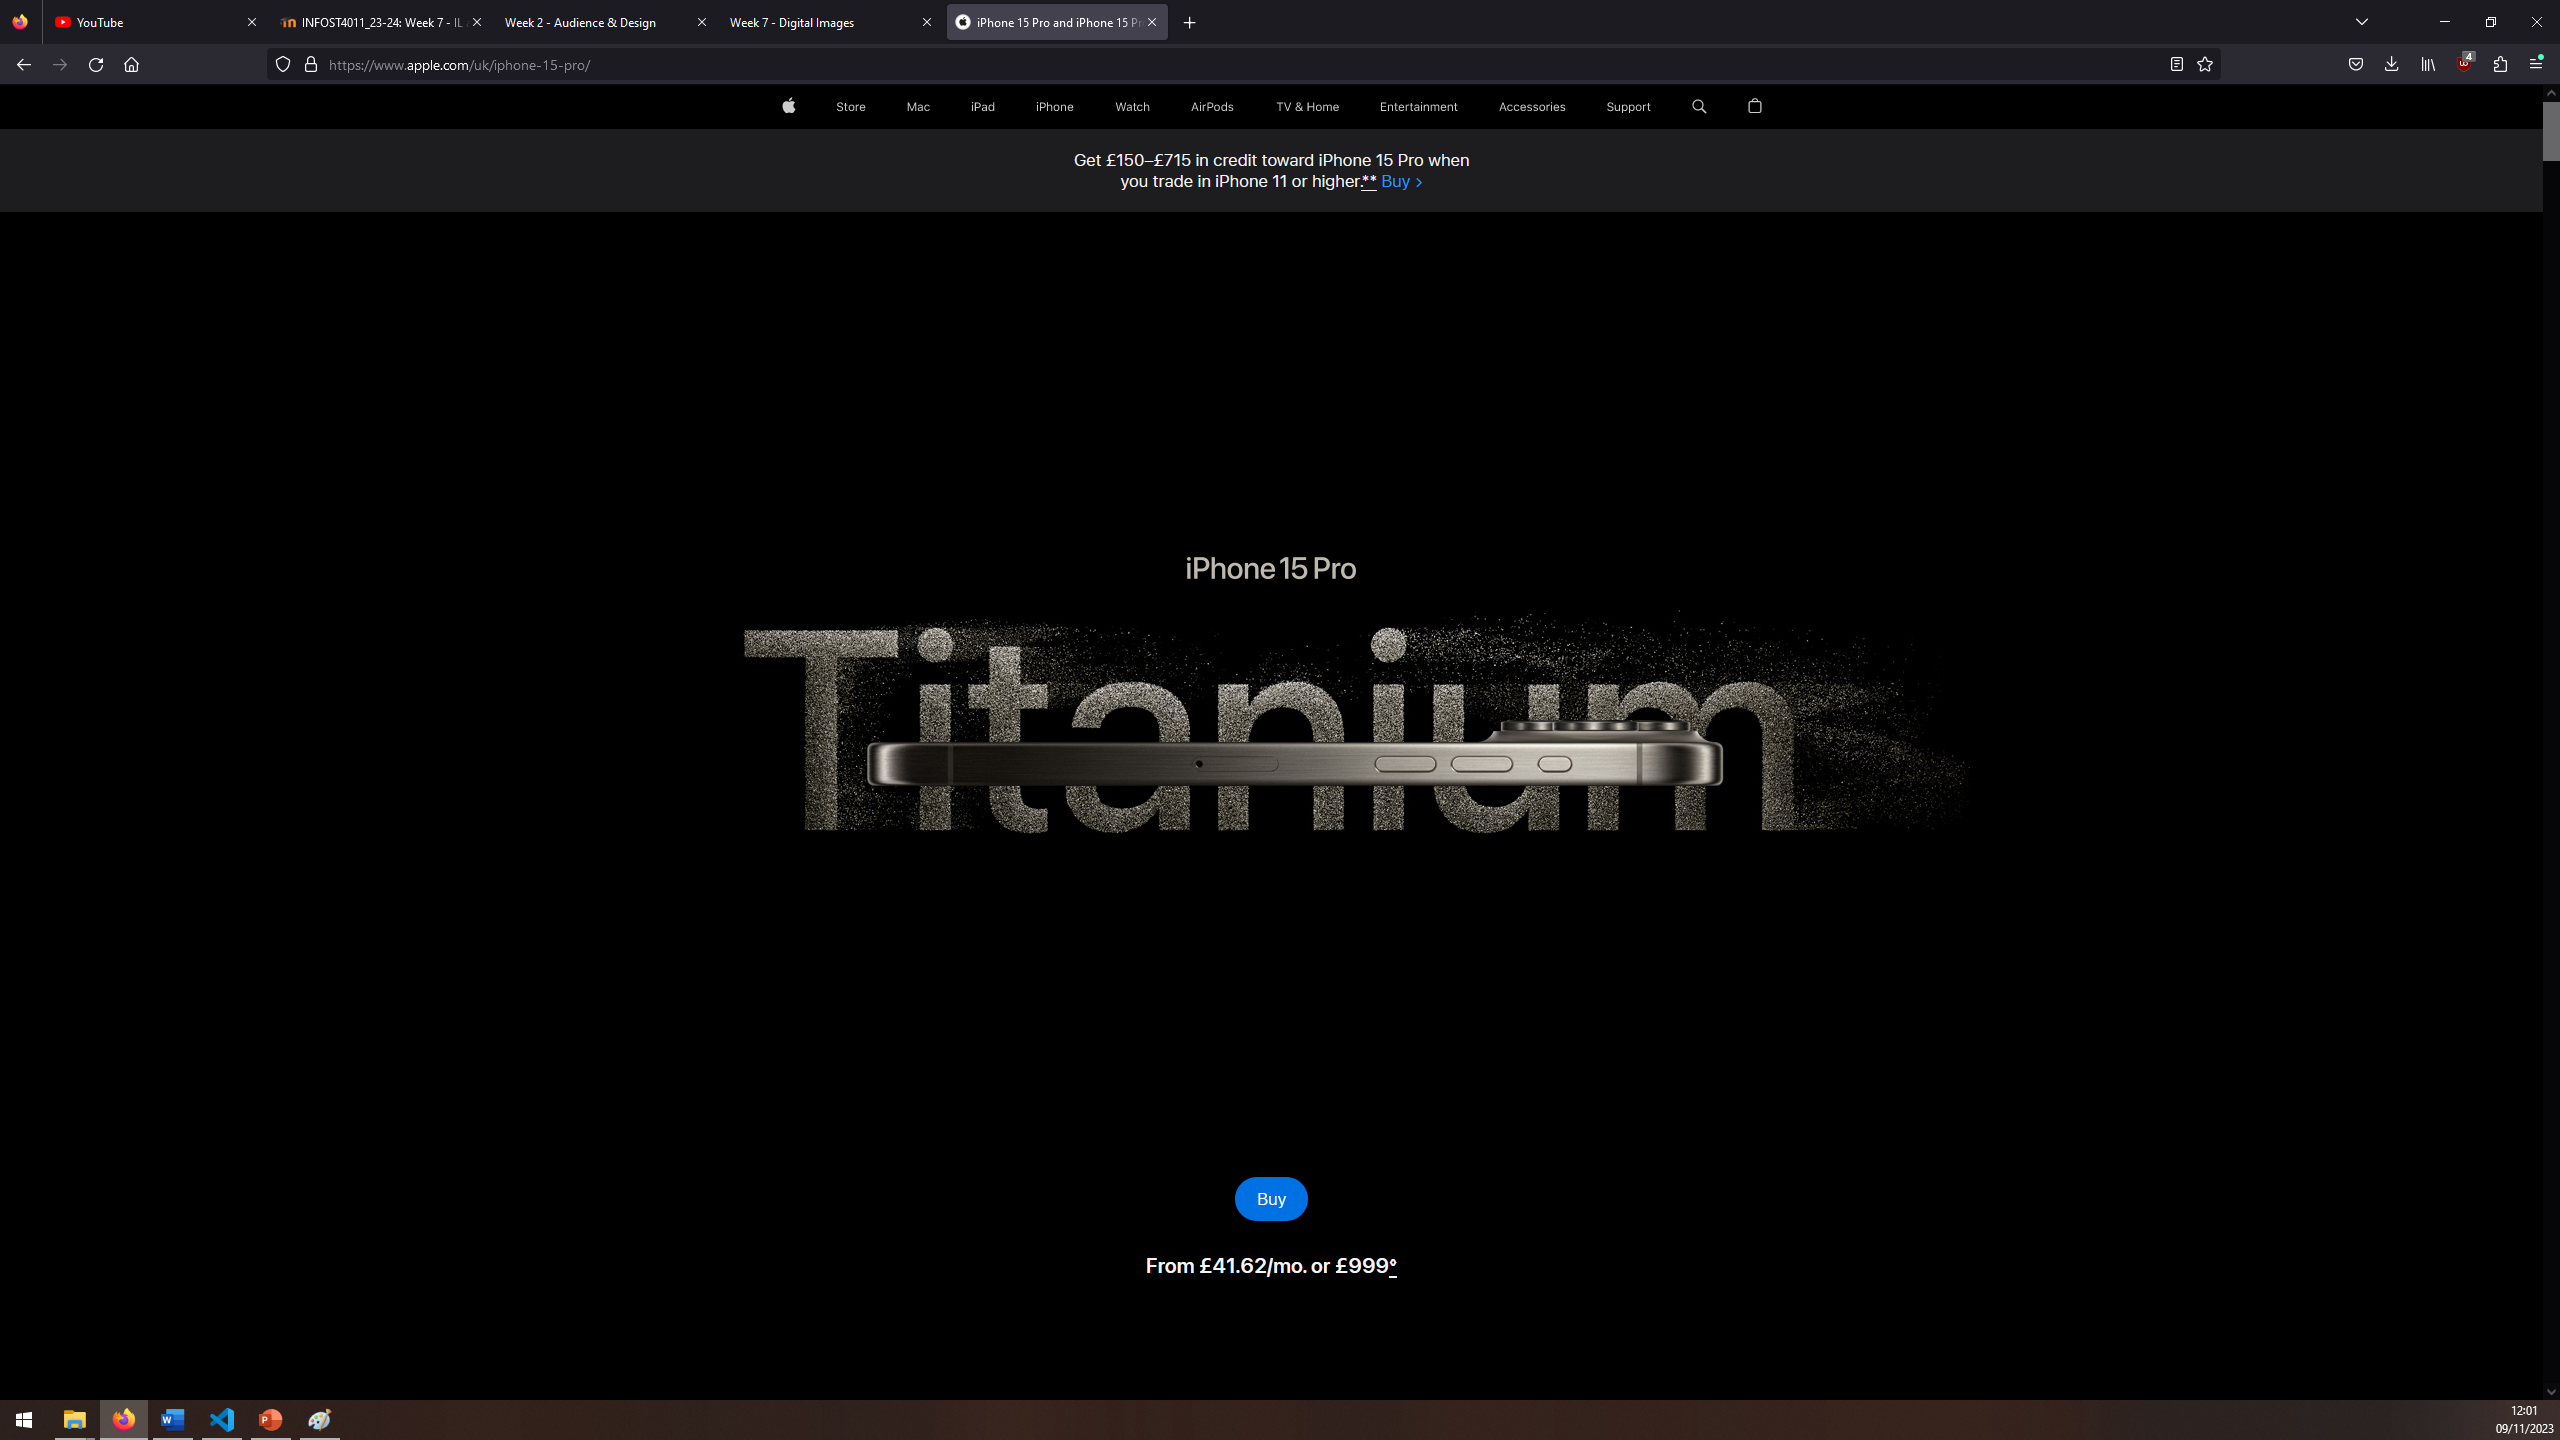 YouTube
INFOST4011_23-24: Week 7 - IL
Week 2 - Audience & Design
Week 7 - Digital Images
iPhone 15 Pro and iPhone 15 Pr
https://www.apple.com/uk/iphone-15-pro/
4
Store Mac iPad iPhone Watch AirPods TV & Home Entertainment Accessories Support
Get £150–£715 in credit toward iPhone 15 Pro when
you trade in iPhone 11 or higher.** Buy >
iPhone 15 Pro
Titanium
Buy
From £41.62/mo. or £999°
12:01
09/11/2023